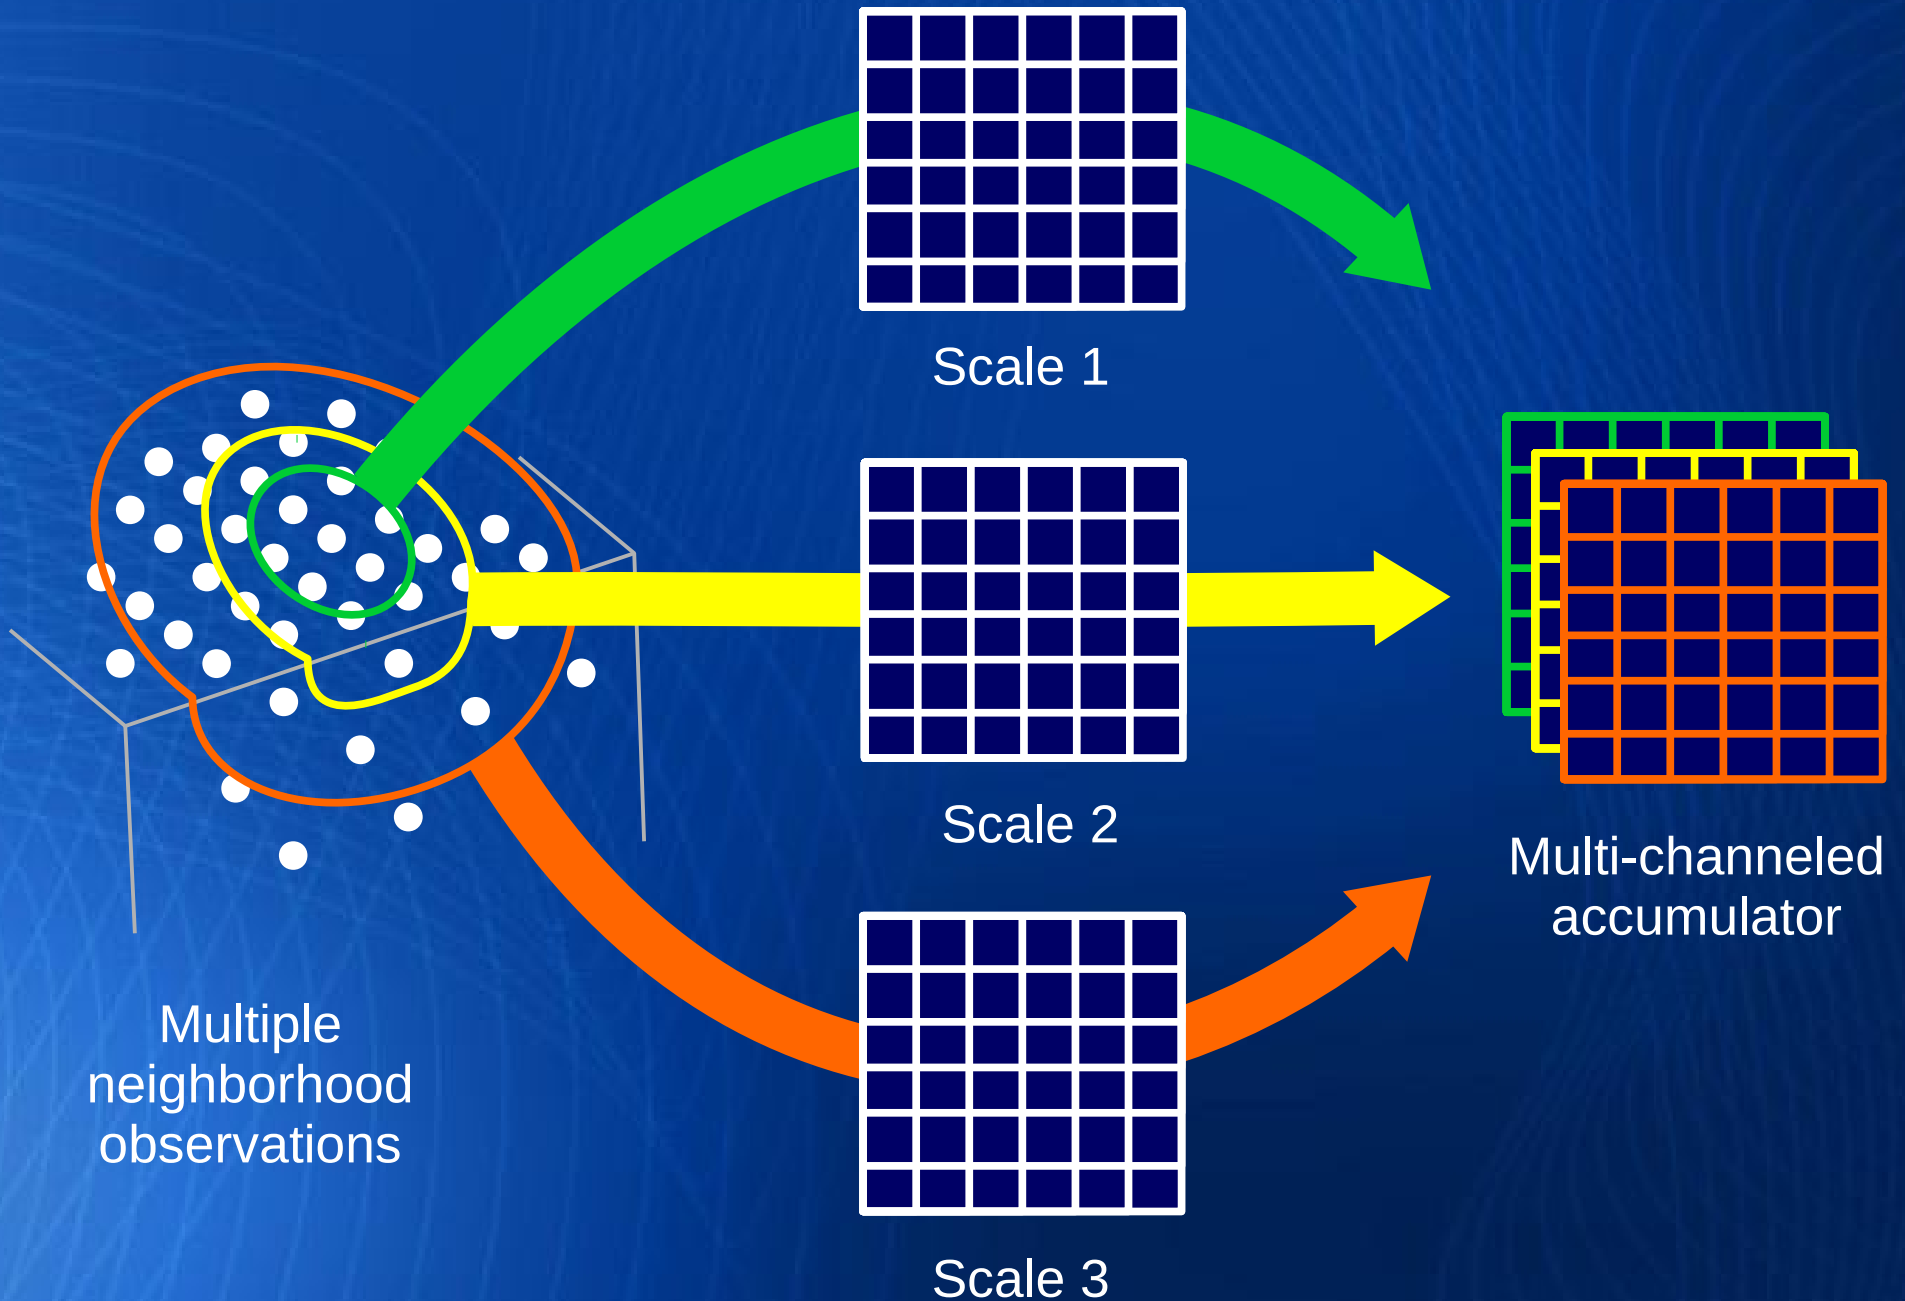 Scale 1
Scale 2
Multi-channeled
accumulator
Multiple
neighborhood
observations
Scale 3